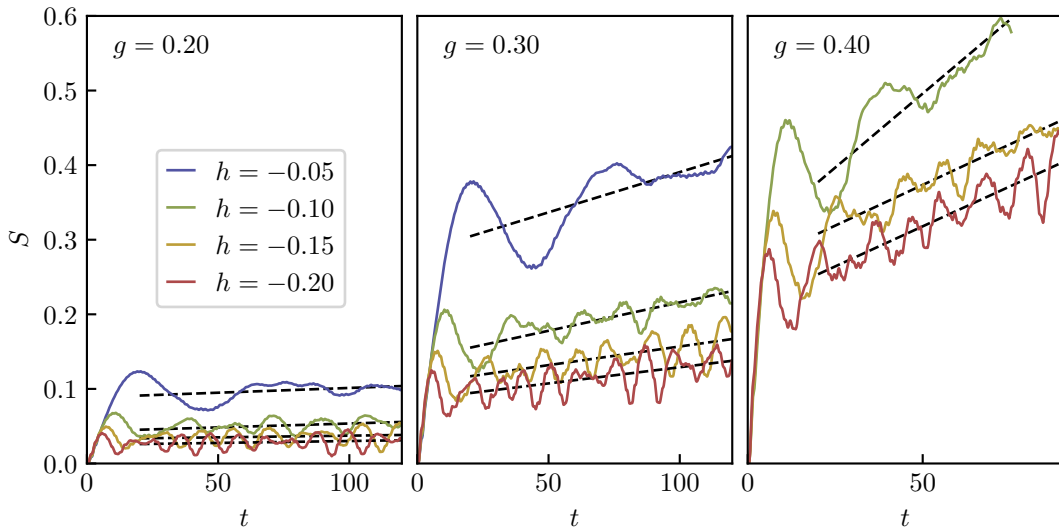 g = 0.20
g = 0.30
g = 0.40
S
0.6
0.5
0.4
0.3
0.2
0.1
0.0
h = −0.05
h = −0.10
h = −0.15
h = −0.20
0 50 100
0 50 100
0 50
t
t
t